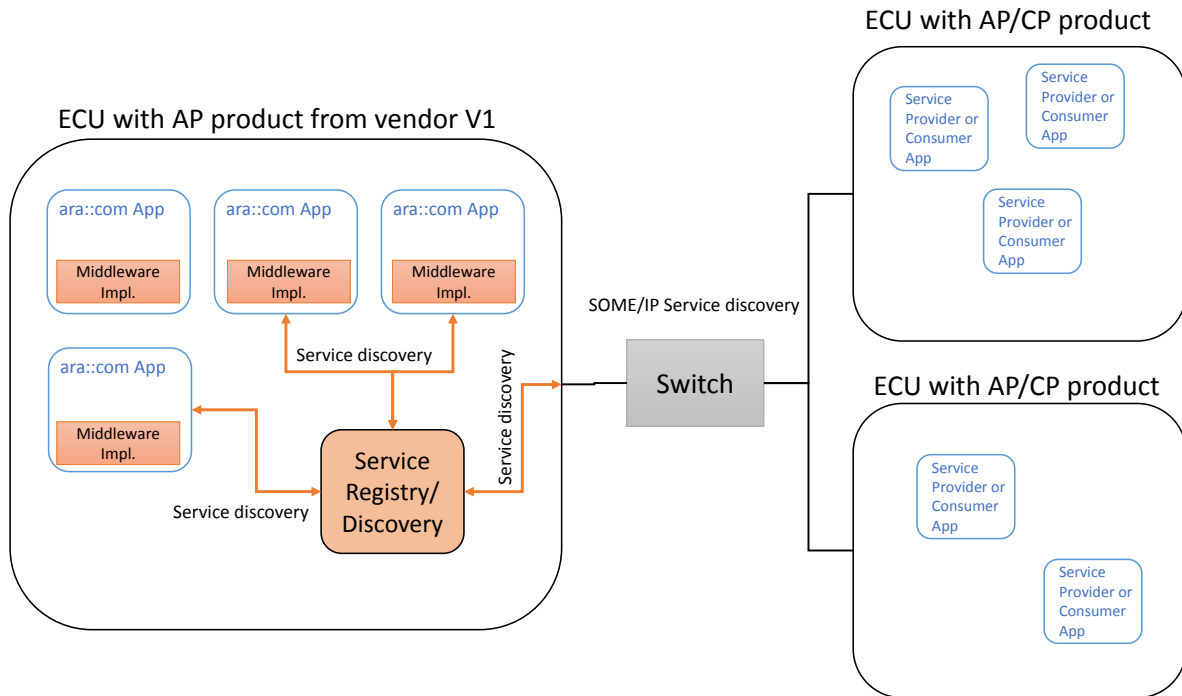 ECU with AP/CP product
Service
Provider or
Consumer
App
Service
Provider or
Consumer
App
Service
Provider or
Consumer
App
ECU with AP product from vendor V1
ara::com App
Middleware
Impl.
ara::com App
Middleware
Impl.
ara::com App
Middleware
Impl.
Service discovery
ara::com App
Middleware
Impl.
Service discovery
Service
Registry/
Discovery
Service discovery
SOME/IP Service discovery
Switch
ECU with AP/CP product
Service
Provider or
Consumer
App
Service
Provider or
Consumer
App